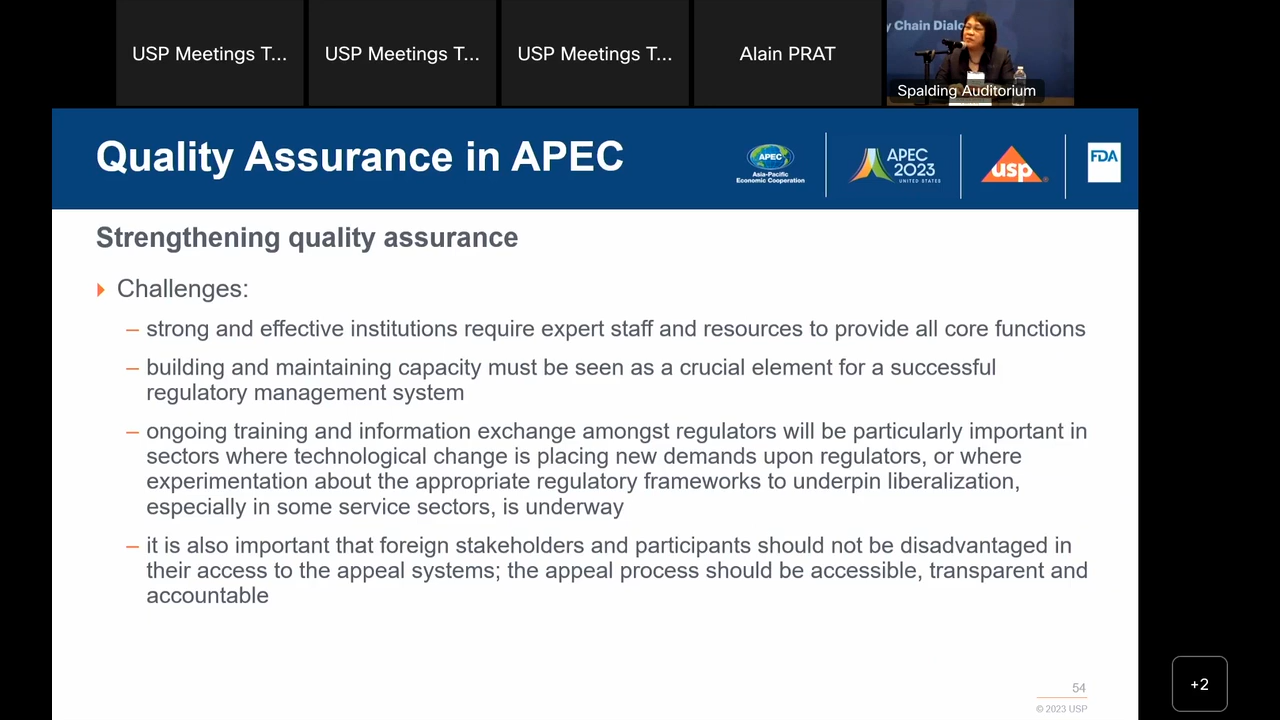 USP Meetings T...
USP Meetings T...
USP Meetings T...
Alain PRAT
y Chain Dialo
Spalding Auditorium
Quality Assurance in APEC
APEC
Asia-Pacific
Economic Cooperation
APEC
2023
UNITED STATES
usp
®
FDA
Strengthening quality assurance
Challenges:
– strong and effective institutions require expert staff and resources to provide all core functions
– building and maintaining capacity must be seen as a crucial element for a successful
regulatory management system
– ongoing training and information exchange amongst regulators will be particularly important in
sectors where technological change is placing new demands upon regulators, or where
experimentation about the appropriate regulatory frameworks to underpin liberalization,
especially in some service sectors, is underway
– it is also important that foreign stakeholders and participants should not be disadvantaged in
their access to the appeal systems; the appeal process should be accessible, transparent and
accountable
54
© 2023 USP
+2